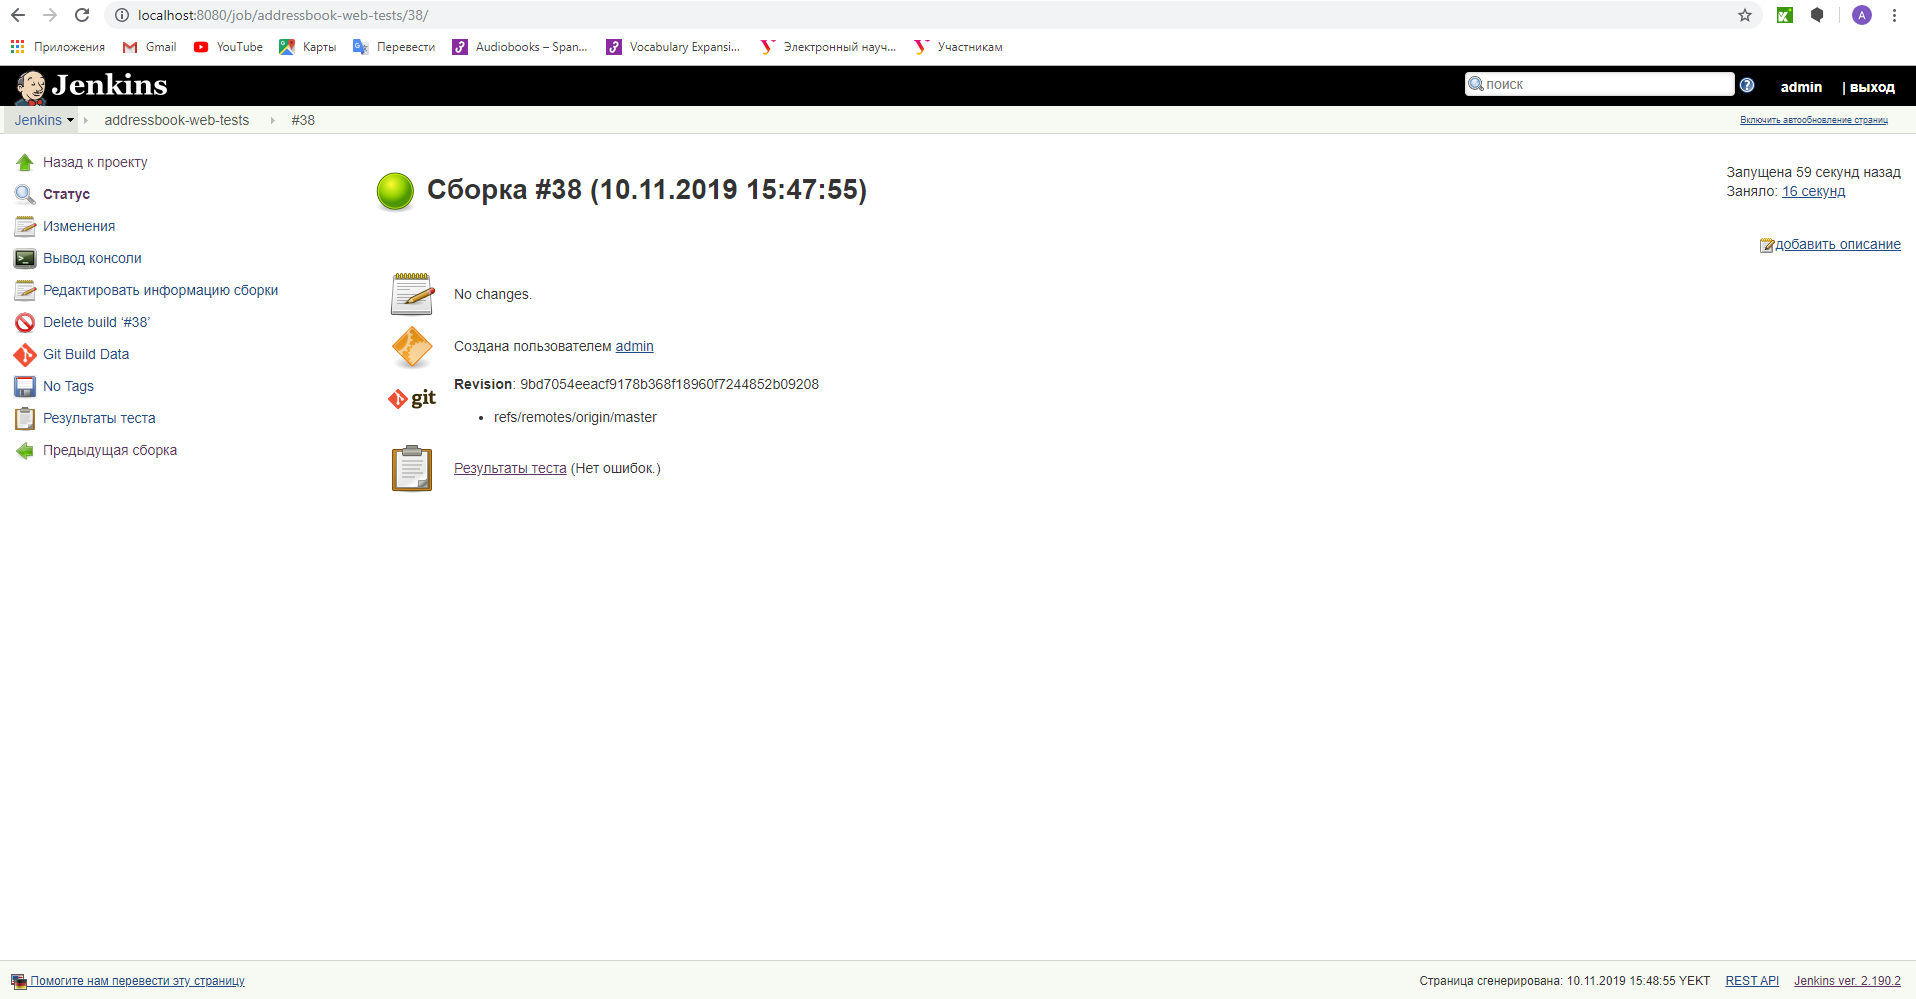 localhost:8080/job/addressbook-web-tests/38/
A
Приложения Gmail YouTube Карты Перевести Audiobooks – Span... Vocabulary Expansi... Электронный науч... Участникам
Jenkins
поиск
admin | выход
Jenkins addressbook-web-tests #38
Включить автообновление страниц
Назад к проекту
Статус
Изменения
Вывод консоли
Редактировать информацию сборки
Delete build ‘#38’
Git Build Data
No Tags
Результаты теста
Предыдущая сборка
Сборка #38 (10.11.2019 15:47:55)
Запущена 59 секунд назад
Заняло: 16 секунд
добавить описание
No changes.
Создана пользователем admin
git
Revision: 9bd7054eeacf9178b368f18960f7244852b09208
refs/remotes/origin/master
Результаты теста (Нет ошибок.)
Помогите нам перевести эту страницу
Страница сгенерирована: 10.11.2019 15:48:55 YEKT REST API Jenkins ver. 2.190.2